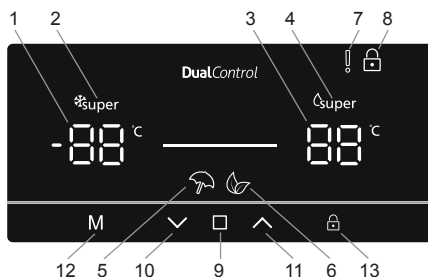 1 2 3 4 7 8
DualControl
super super
-88 °C 88 °C
M
12 5 10 9 11 6 13